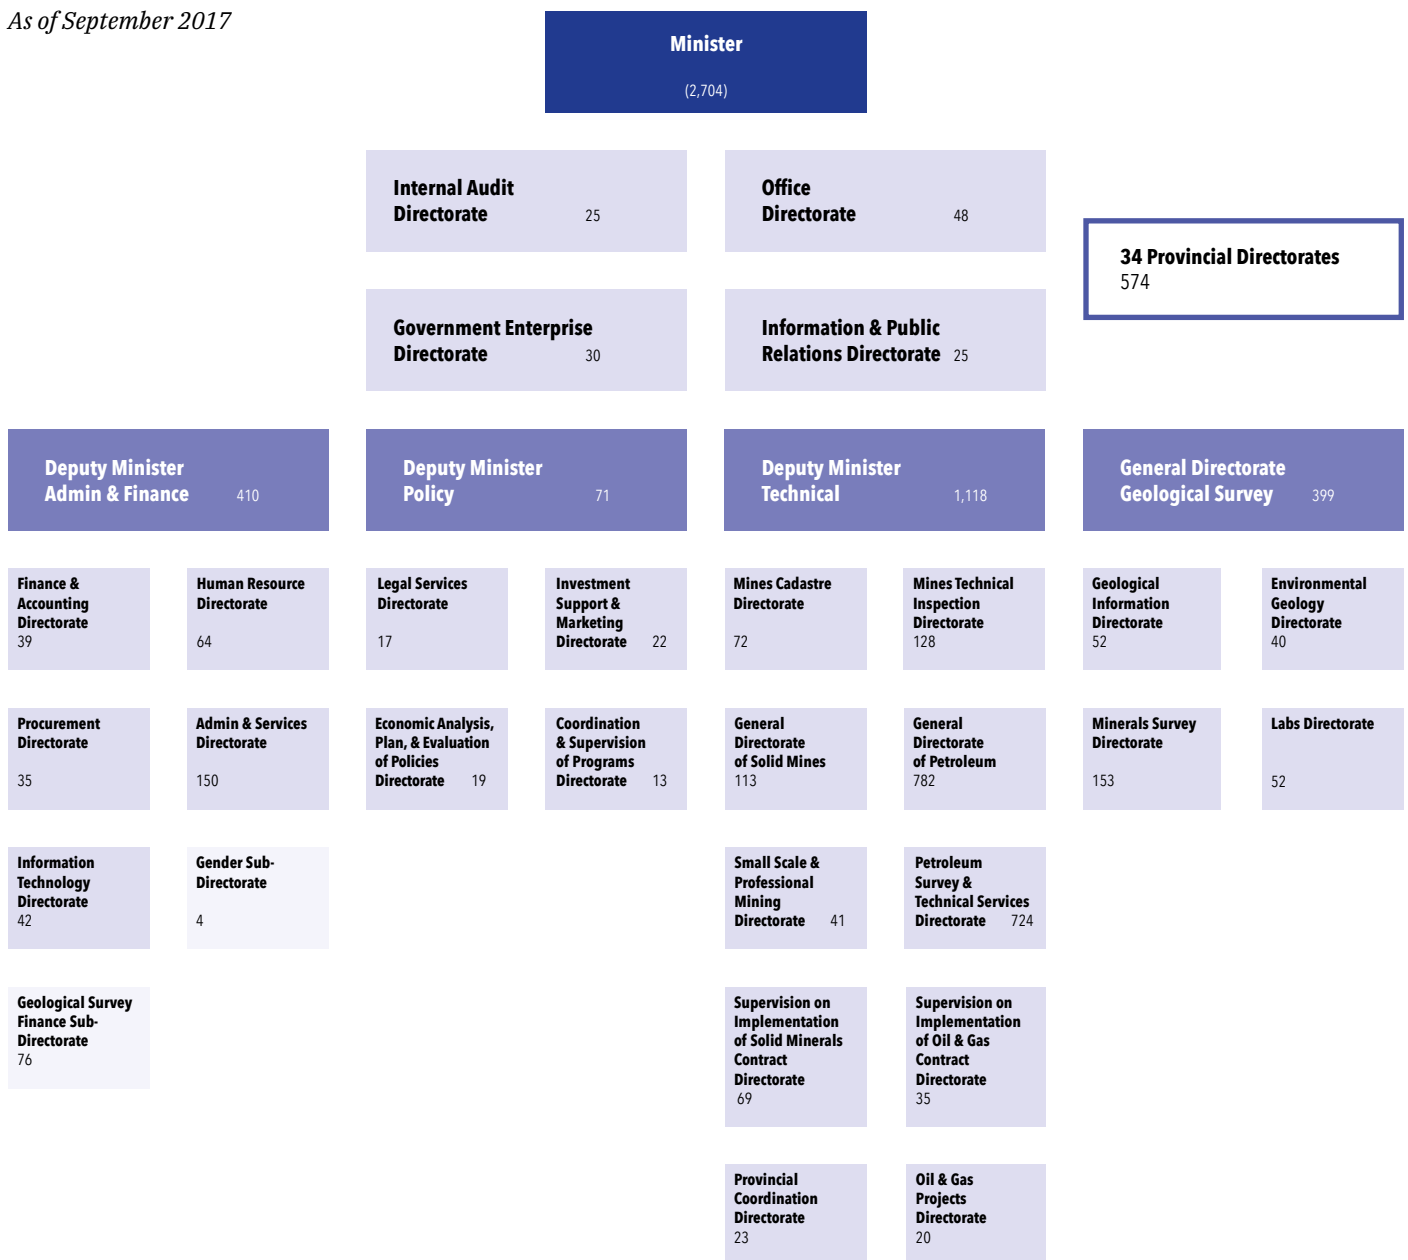 As of September 2017
Minister
(2,704)
Internal Audit
Directorate 25
Office
Directorate 48
34 Provincial Directorates
574
Government Enterprise
Directorate 30
Information & Public
Relations Directorate 25
Deputy Minister
Admin & Finance 410
Deputy Minister
Policy 71
Deputy Minister
Technical 1,118
General Directorate
Geological Survey 399
Finance &
Accounting
Directorate
39
Human Resource
Directorate
64
Legal Services
Directorate
17
Investment
Support &
Marketing
Directorate 22
Mines Cadastre
Directorate
72
Mines Technical
Inspection
Directorate
128
Geological
Information
Directorate
52
Environmental
Geology
Directorate
40
Procurement
Directorate
35
Admin & Services
Directorate
150
Economic Analysis,
Plan, & Evaluation
of Policies
Directorate 19
Coordination
& Supervision
of Programs
Directorate 13
General
Directorate
of Solid Mines
113
General
Directorate
of Petroleum
782
Minerals Survey
Directorate
153
Labs Directorate
52
Information
Technology
Directorate
42
Gender Sub-
Directorate
4
Small Scale &
Professional
Mining
Directorate 41
Petroleum
Survey &
Technical Services
Directorate 724
Geological Survey
Finance Sub-
Directorate
76
Supervision on
Implementation
of Solid Minerals
Contract
Directorate
69
Supervision on
Implementation
of Oil & Gas
Contract
Directorate
35
Provincial
Coordination
Directorate
23
Oil & Gas
Projects
Directorate
20